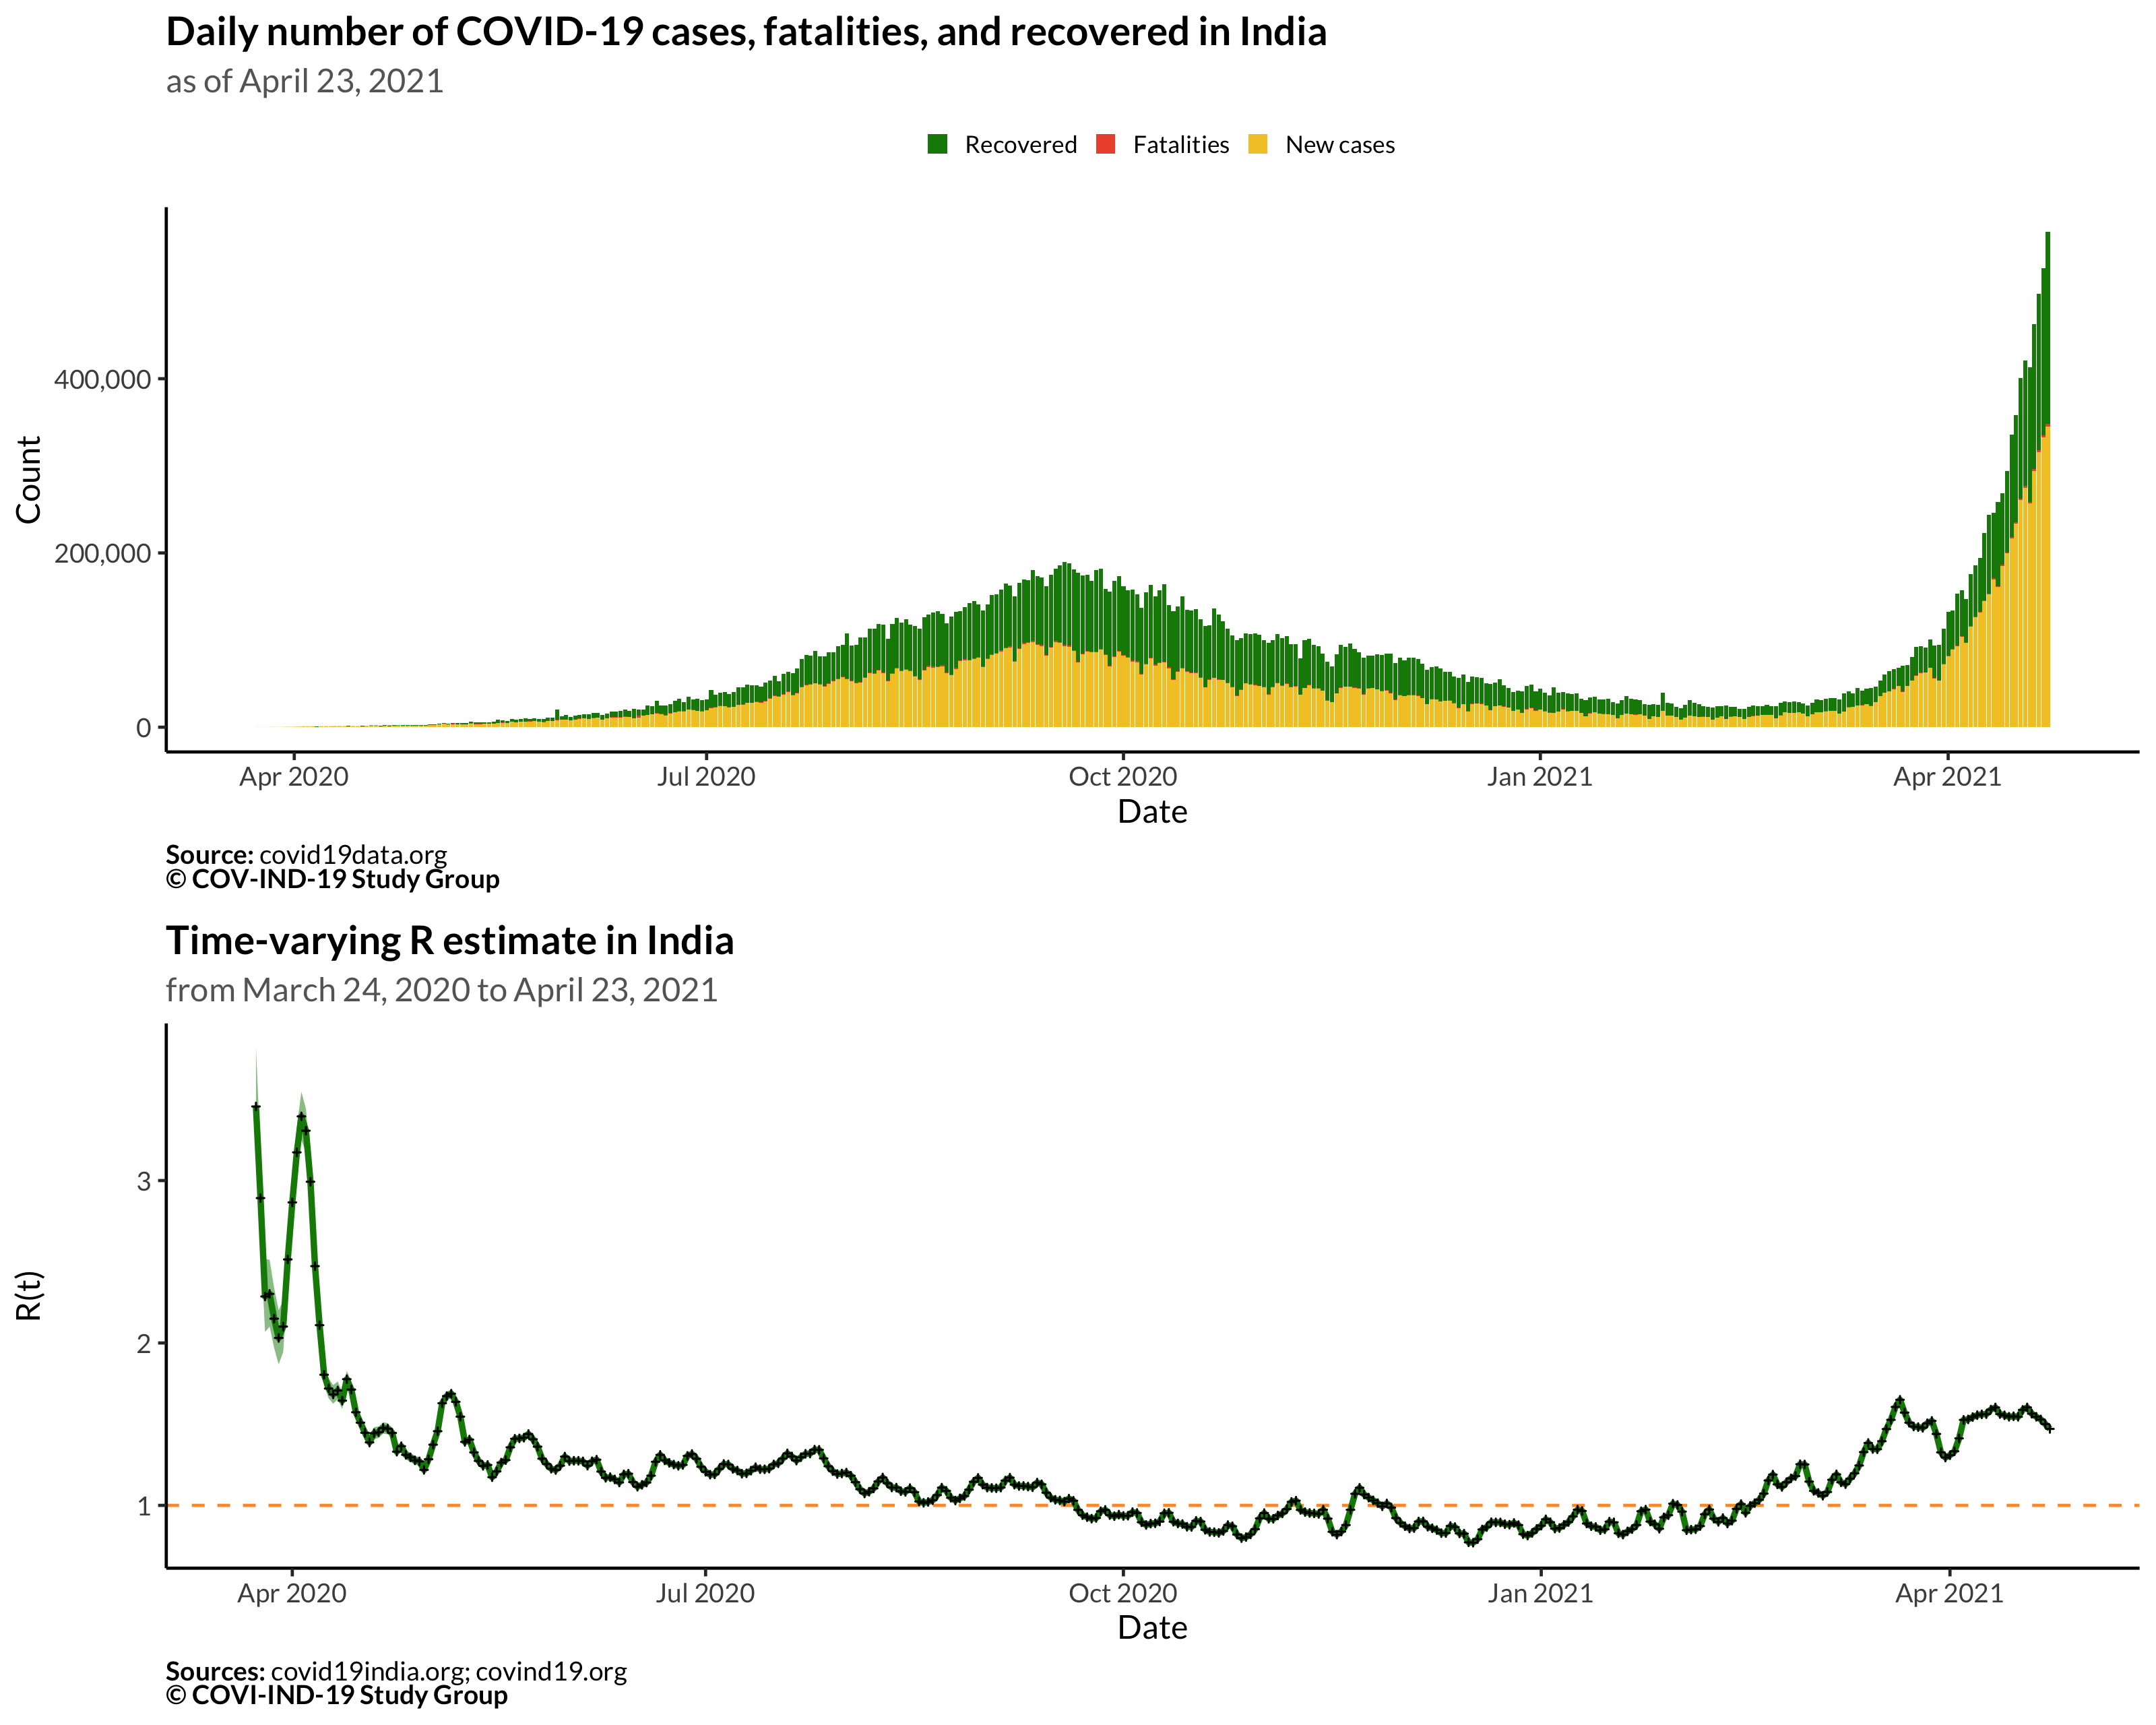 Daily number of COVID-19 cases, fatalities, and recovered in India
as of April 23, 2021
Recovered Fatalities New cases
Count
400,000
200,000
0
Apr 2020 Jul 2020 Oct 2020 Jan 2021 Apr 2021
Date
Source: covid19data.org
© COV-IND-19 Study Group
Time-varying R estimate in India
from March 24, 2020 to April 23, 2021
R(t)
3
2
1
Apr 2020 Jul 2020 Oct 2020 Jan 2021 Apr 2021
Date
Sources: covid19india.org; covind19.org
© COVI-IND-19 Study Group